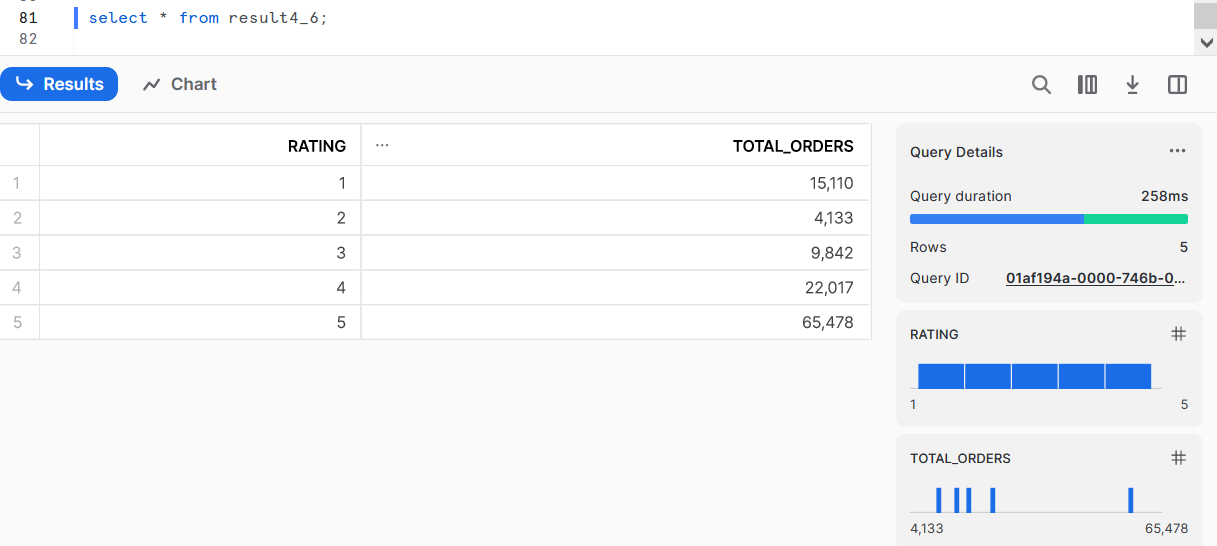 81 select * from result4_6;
82
Results Chart
RATING ... TOTAL_ORDERS
1 1 15,110
2 2 4,133
3 3 9,842
4 4 22,017
5 5 65,478
Query Details ...
Query duration 258ms
Rows 5
Query ID 01af194a-0000-746b-0...
RATING #
1 5
TOTAL_ORDERS #
4,133 65,478